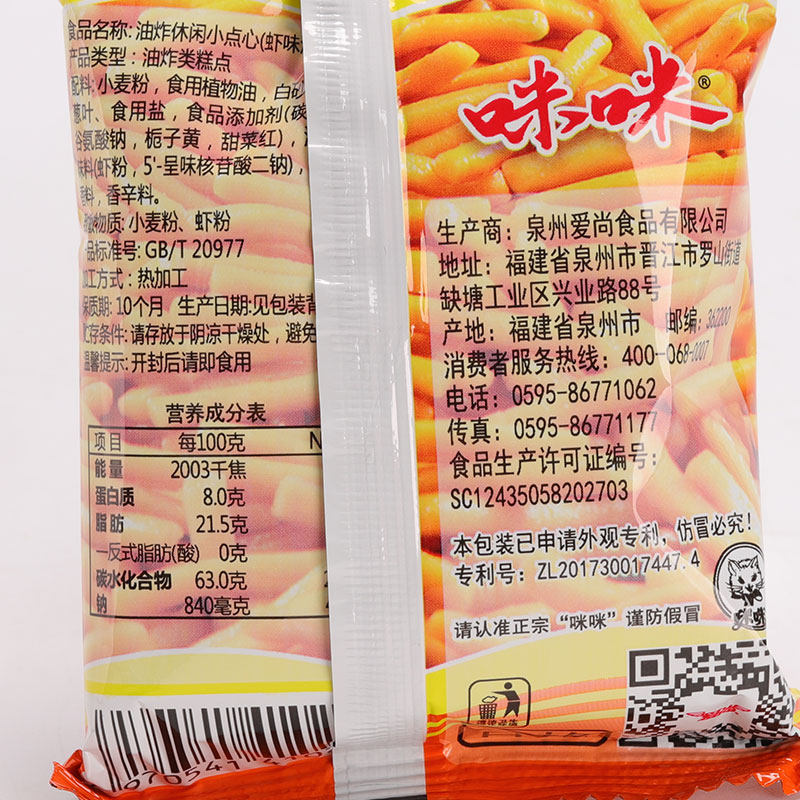 食品名称: 油炸休闲小点心(虾味
产品类型: 油炸类糕点
配料: 小麦粉, 食用植物油, 白砂
葱叶、食用盐, 食品添加剂(碳
谷氨酸钠, 栀子黄, 甜菜红),
味料(虾粉, 5'-呈味核苷酸二钠),
香料, 香辛料。
物质: 小麦粉、虾粉
品标准号: GB/T 20977
加工方式: 热加工
保质期: 10个月 生产日期:见包装背
贮存条件: 请存放于阴凉干燥处, 避免
温馨提示: 开封后请即食用
营养成分表
项目 每100克 N
能量 2003千焦
蛋白质 8.0克
脂肪 21.5克
—反式脂肪(酸) 0克
碳水化合物 63.0克
钠 840毫克
070541
咪咪®
生产商: 泉州爱尚食品有限公司
地址: 福建省泉州市晋江市罗山街道
缺塘工业区兴业路88号
产地: 福建省泉州市 邮编: 362200
消费者服务热线: 400-068-0007
电话: 0595-86771062
传真: 0595-86771177
食品生产许可证编号:
SC12435058202703
本包装已申请外观专利, 仿冒必究!
专利号: ZL201730017447.4
咪咪
请认准正宗 "咪咪" 谨防假冒